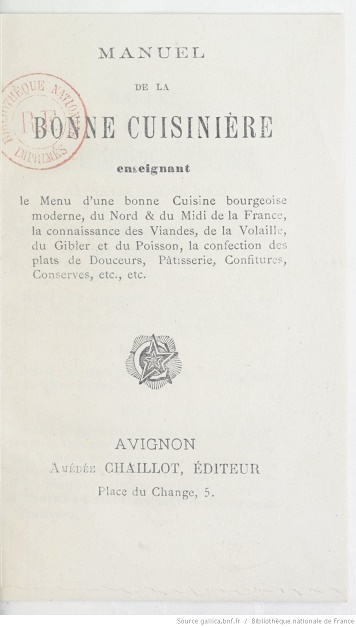 MANUEL
DE LA
BONNE CUISINIÈRE
enseignant
le Menu d'une bonne Cuisine bourgeoise
moderne, du Nord & du Midi de la France,
la connaissance des Viandes, de la Volaille,
du Gibier et du Poisson, la confection des
plats de Douceurs, Pâtisserie, Confitures,
Conserves, etc., etc.
BIBLIOTHÈQUE NATIONALE
R.F.
IMPRIMÉS
AVIGNON
AMÉDÉE CHAILLOT, ÉDITEUR
Place du Change, 5.
Source gallica.bnf.fr / Bibliothèque nationale de France